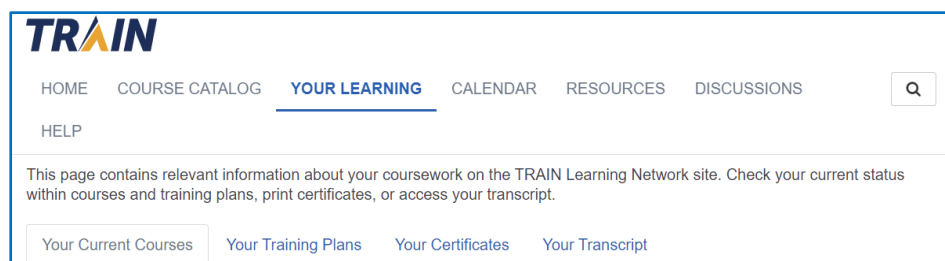 TRAIN
HOME COURSE CATALOG YOUR LEARNING CALENDAR RESOURCES DISCUSSIONS
HELP
This page contains relevant information about your coursework on the TRAIN Learning Network site. Check your current status
within courses and training plans, print certificates, or access your transcript.
Your Current Courses Your Training Plans Your Certificates Your Transcript